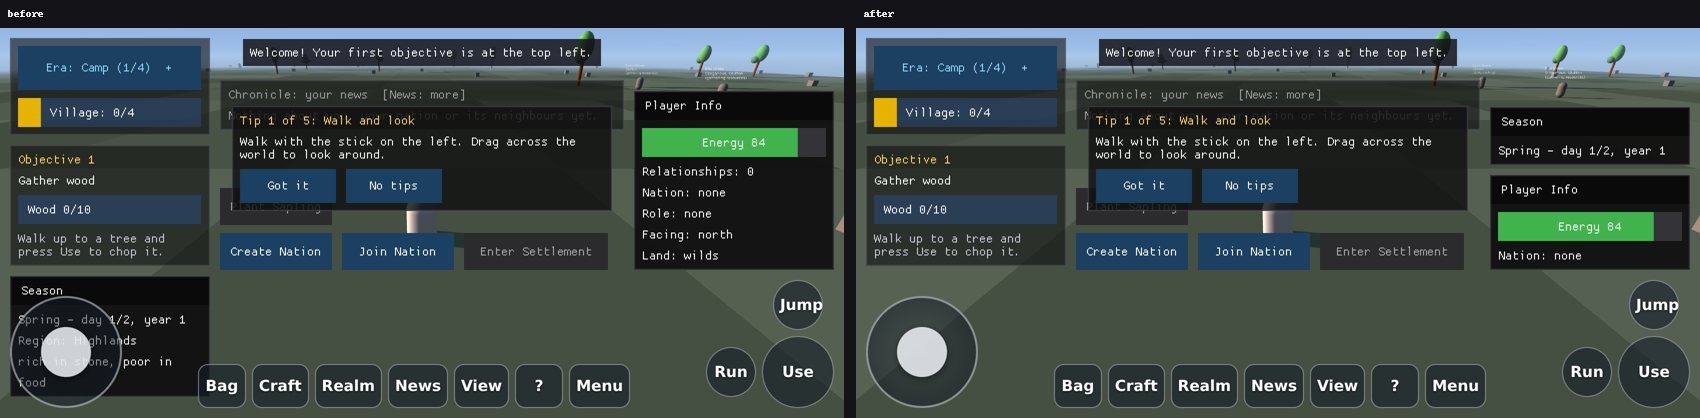 before
Welcome! Your first objective is at the top left.
Era: Camp (1/4) +
Village: 0/4
Chronicle: your news [News: more]
Tip 1 of 5: Walk and look
Walk with the stick on the left. Drag across the
world to look around.
Got it No tips
Plant Sapling
Create Nation Join Nation Enter Settlement
Objective 1
Gather wood
Wood 0/10
Walk up to a tree and
press Use to chop it.
Season
Spring - day 1/2, year 1
Region: Highlands
rich in stone, poor in
food
Player Info
Energy 84
Relationships: 0
Nation: none
Role: none
Facing: north
Land: wilds
Jump
Run
Use
Bag Craft Realm News View ? Menu
after
Welcome! Your first objective is at the top left.
Era: Camp (1/4) +
Village: 0/4
Chronicle: your news [News: more]
Tip 1 of 5: Walk and look
Walk with the stick on the left. Drag across the
world to look around.
Got it No tips
Plant Sapling
Create Nation Join Nation Enter Settlement
Objective 1
Gather wood
Wood 0/10
Walk up to a tree and
press Use to chop it.
Season
Spring - day 1/2, year 1
Player Info
Energy 84
Nation: none
Jump
Run
Use
Bag Craft Realm News View ? Menu